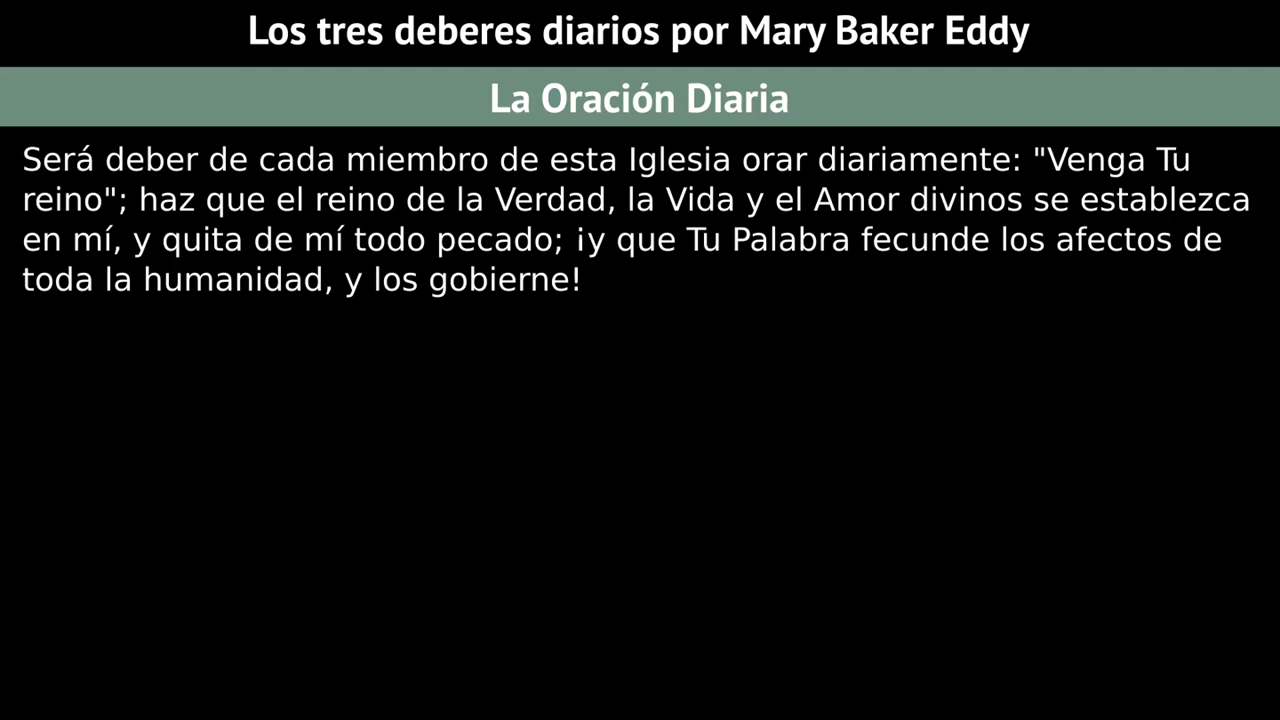 Los tres deberes diarios por Mary Baker Eddy
La Oración Diaria
Será deber de cada miembro de esta Iglesia orar diariamente: "Venga Tu
reino"; haz que el reino de la Verdad, la Vida y el Amor divinos se establezca
en mí, y quita de mí todo pecado; ¡y que Tu Palabra fecunde los afectos de
toda la humanidad, y los gobierne!